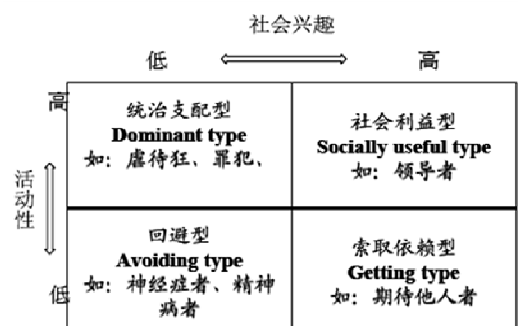 社会兴趣
低
高
高
统治支配型
Dominant type
如：虐待狂、罪犯、
社会利益型
Socially useful type
如：领导者
活动性
回避型
Avoiding type
如：神经症者、精神
病者
索取依赖型
Getting type
如：期待他人者
低